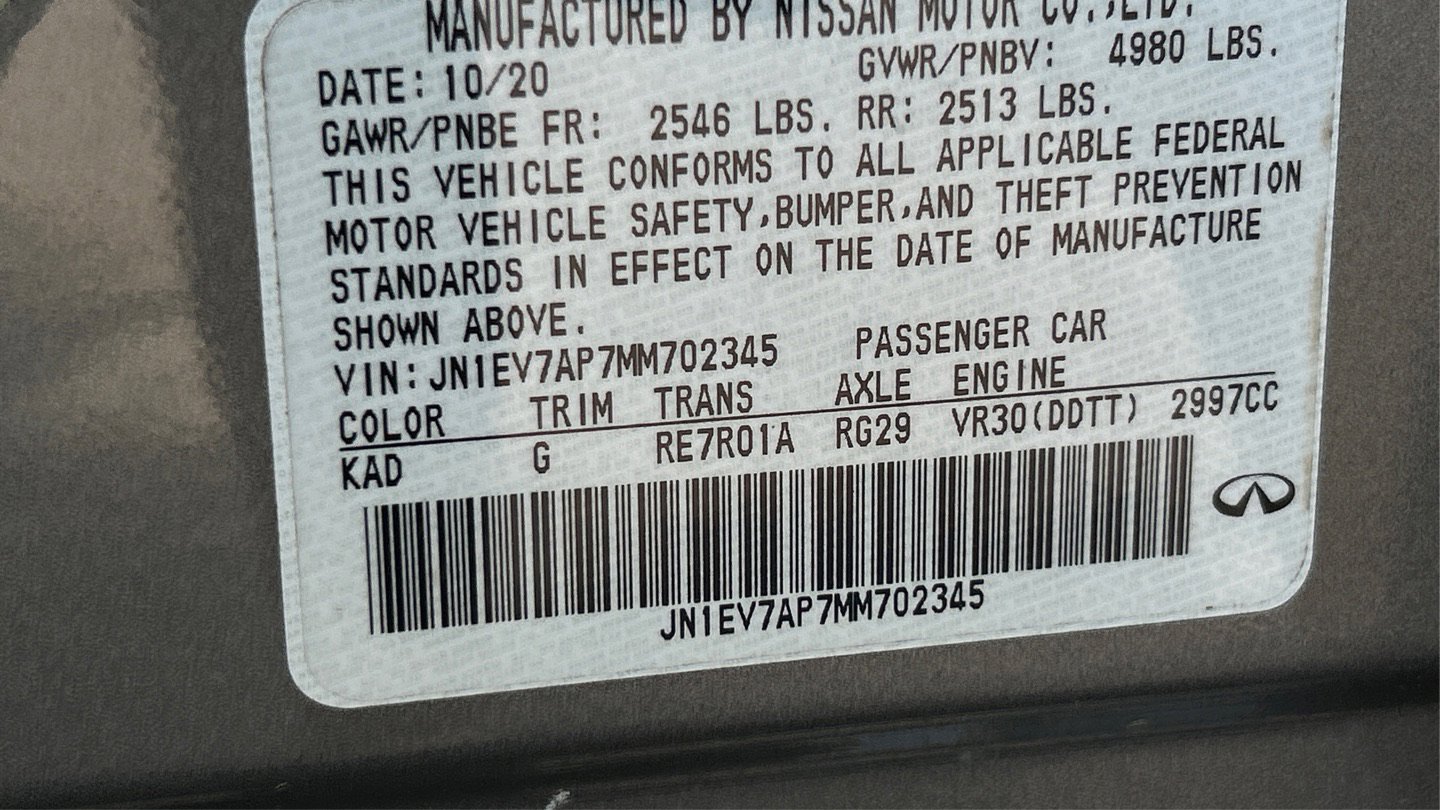 MANUFACTURED BY NISSAN MOTOR CO.,LTD.
DATE: 10/20 GVWR/PNBV: 4980 LBS.
GAWR/PNBE FR: 2546 LBS. RR: 2513 LBS.
THIS VEHICLE CONFORMS TO ALL APPLICABLE FEDERAL
MOTOR VEHICLE SAFETY,BUMPER,AND THEFT PREVENTION
STANDARDS IN EFFECT ON THE DATE OF MANUFACTURE
SHOWN ABOVE.
VIN: JN1EV7AP7MM702345 PASSENGER CAR
COLOR TRIM TRANS AXLE ENGINE
KAD G RE7R01A RG29 VR30(DDTT) 2997CC
JN1EV7AP7MM702345